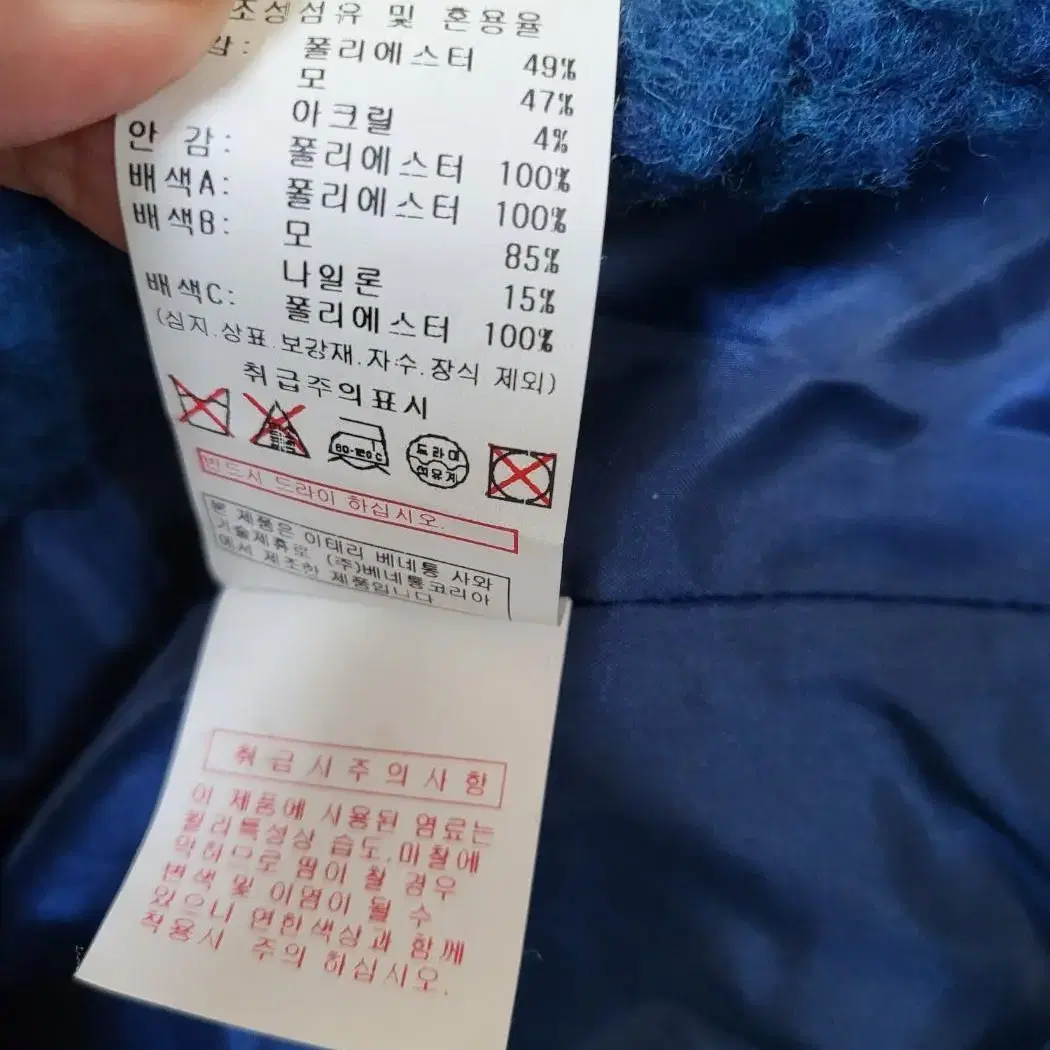 조성섬유 및 혼용율
감: 폴리에스터 49%
모 47%
아크릴 4%
안 감: 폴리에스터 100%
배색A: 폴리에스터 100%
배색B: 모 85%
나일론 15%
배색C: 폴리에스터 100%
(심지.상표.보강재.자수.장식 제외)
취급주의표시
80-120C
드라이
석유계
반드시 드라이 하십시오.
본 제품은 이태리 베네통 사와
기술제휴로 (주)베네통코리아
에서 제조한 제품입니다
취급시주의사항
이 제품에 사용된 염료는
물리특성상 습도.마찰에
약하므로 땀이 찰 경우
변색 및 이염이 될 수
있으니 연한색상과 함께
착용시 주의 하십시오.